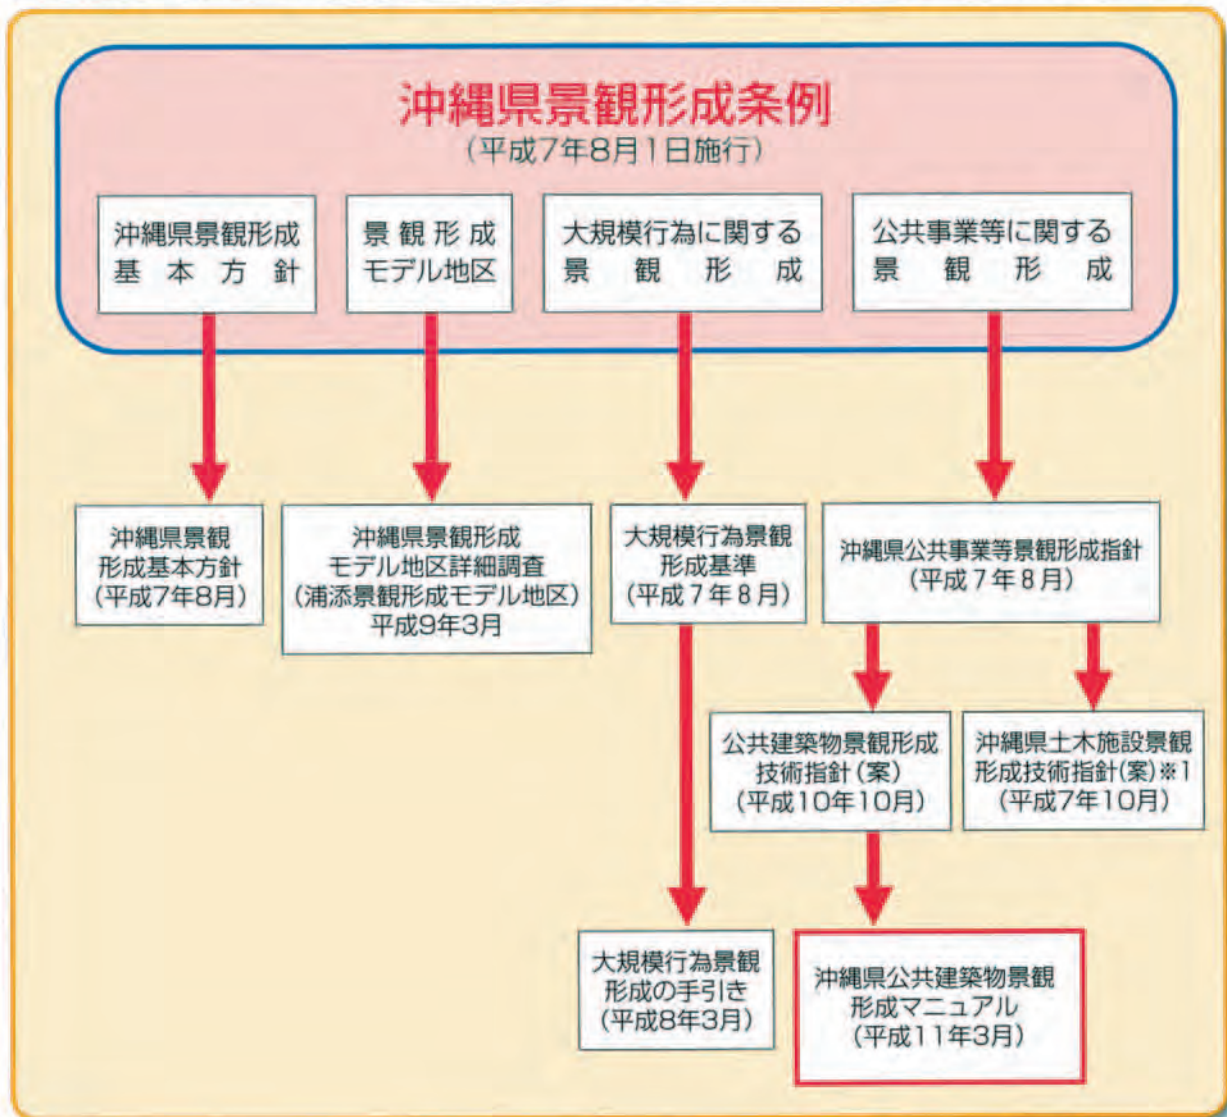 沖縄県景観形成条例
(平成7年8月1日施行)
沖縄県景観形成
基本方針
景観形成
モデル地区
大規模行為に関する
景観形成
公共事業等に関する
景観形成
沖縄県景観
形成基本方針
(平成7年8月)
沖縄県景観形成
モデル地区詳細調査
(浦添景観形成モデル地区)
平成9年3月
大規模行為景観
形成基準
(平成7年8月)
沖縄県公共事業等景観形成指針
(平成7年8月)
公共建築物景観形成
技術指針(案)
(平成10年10月)
沖縄県土木施設景観
形成技術指針(案)※1
(平成7年10月)
大規模行為景観
形成の手引き
(平成8年3月)
沖縄県公共建築物景観
形成マニュアル
(平成11年3月)